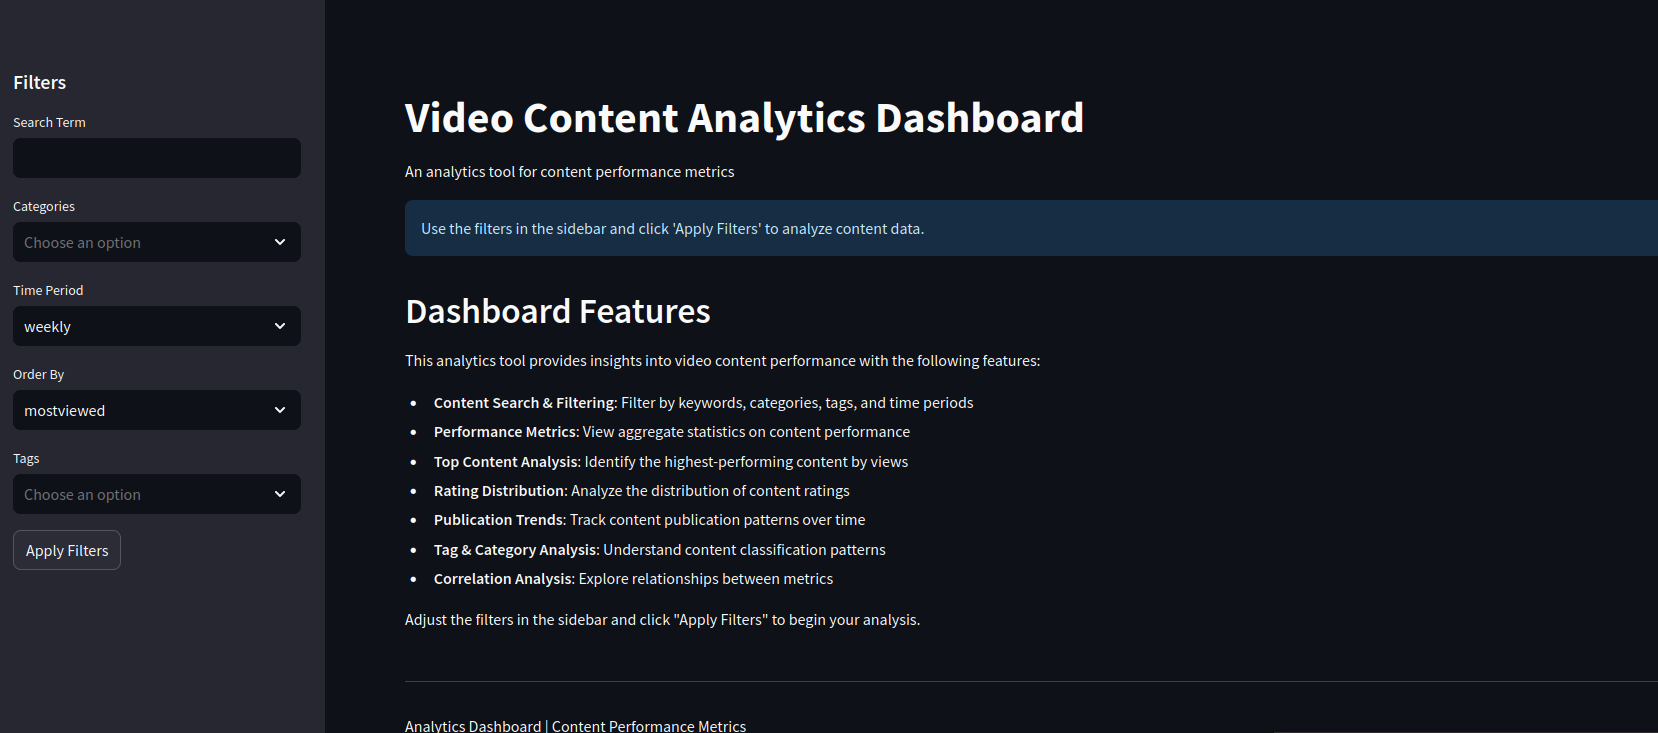 Filters
Search Term
Categories
Choose an option
Time Period
weekly
Order By
mostviewed
Tags
Choose an option
Apply Filters
Video Content Analytics Dashboard
An analytics tool for content performance metrics
Use the filters in the sidebar and click 'Apply Filters' to analyze content data.
Dashboard Features
This analytics tool provides insights into video content performance with the following features:
• Content Search & Filtering: Filter by keywords, categories, tags, and time periods
• Performance Metrics: View aggregate statistics on content performance
• Top Content Analysis: Identify the highest-performing content by views
• Rating Distribution: Analyze the distribution of content ratings
• Publication Trends: Track content publication patterns over time
• Tag & Category Analysis: Understand content classification patterns
• Correlation Analysis: Explore relationships between metrics
Adjust the filters in the sidebar and click "Apply Filters" to begin your analysis.
Analytics Dashboard | Content Performance Metrics